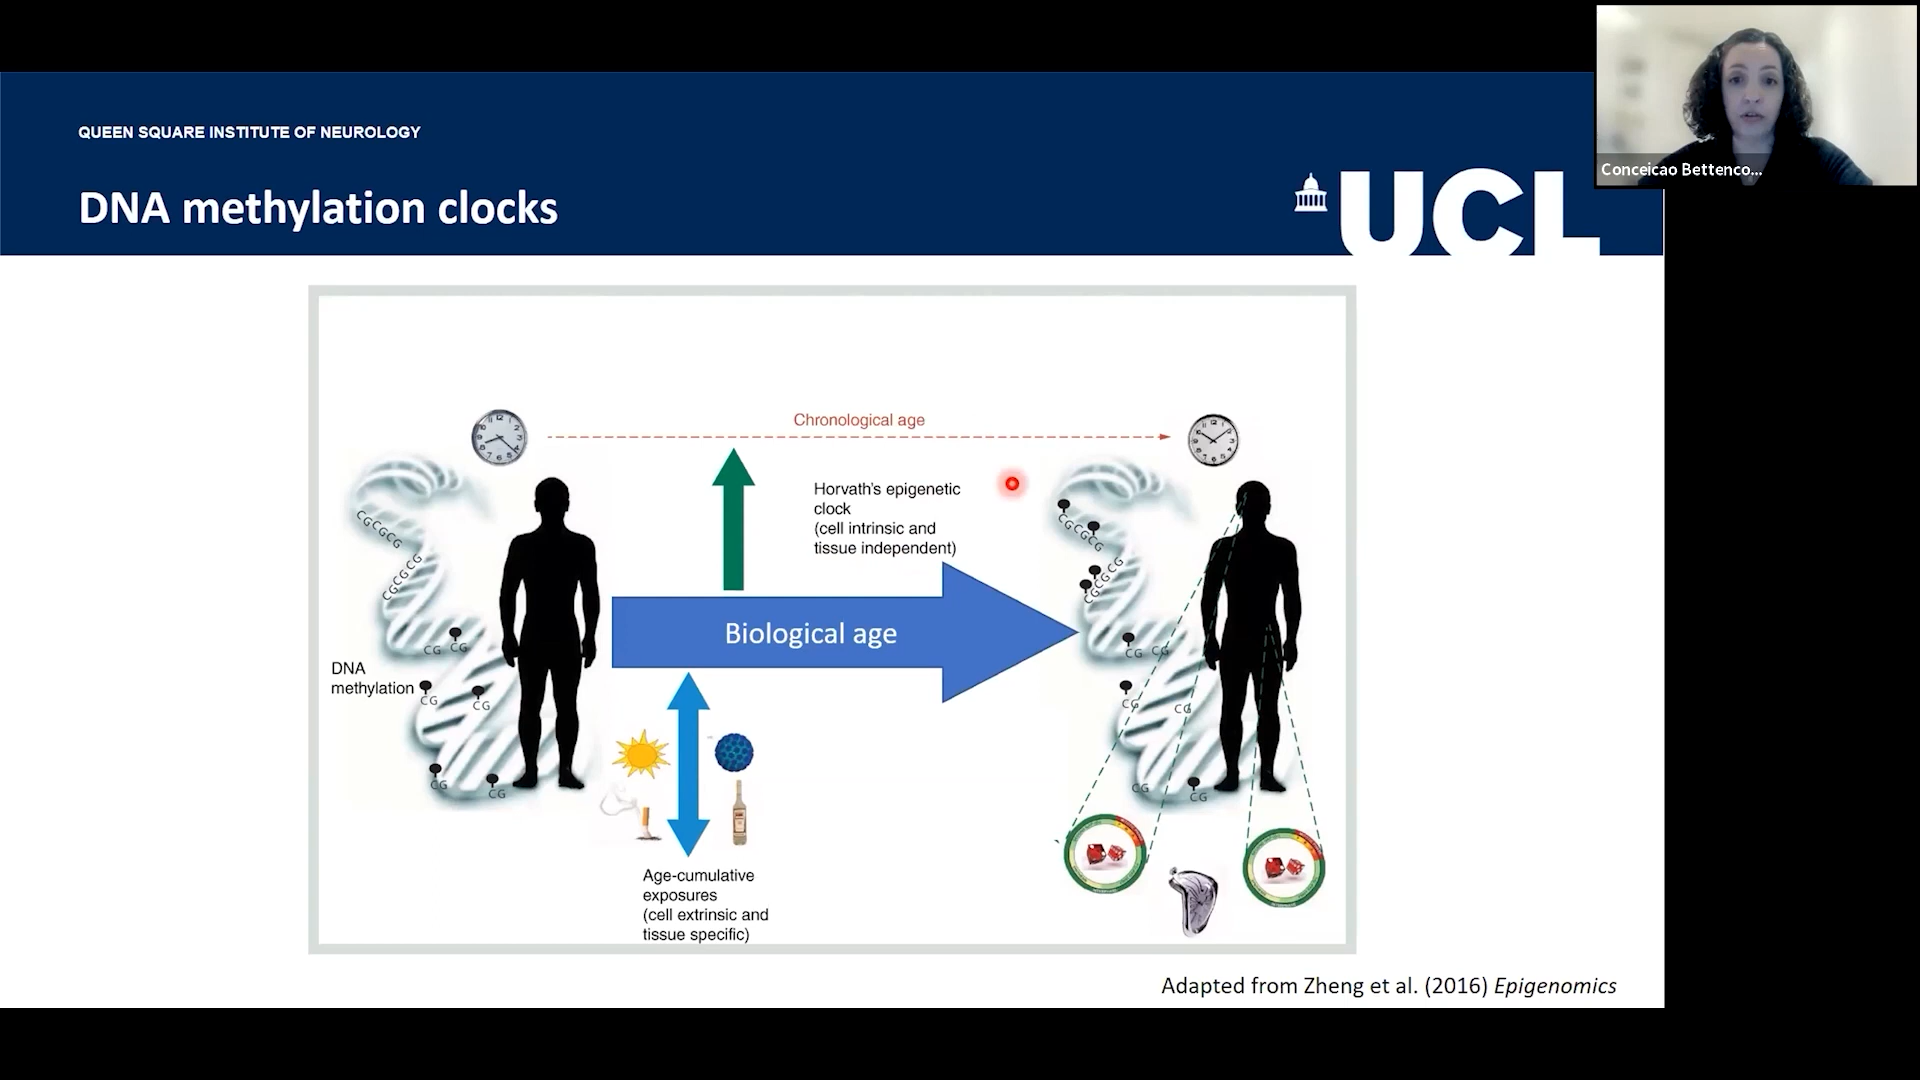 Conceicao Bettenco...
QUEEN SQUARE INSTITUTE OF NEUROLOGY
DNA methylation clocks
UCL
Chronological age
Horvath's epigenetic
clock
(cell intrinsic and
tissue independent)
Biological age
DNA
methylation
CGCGCG
CGCGCG
CG CG
CG
CG
CG
CG
CGCGCG
CGCGCG
CG CG
CG
CG
CG
CG
Age-cumulative
exposures
(cell extrinsic and
tissue specific)
Adapted from Zheng et al. (2016) Epigenomics